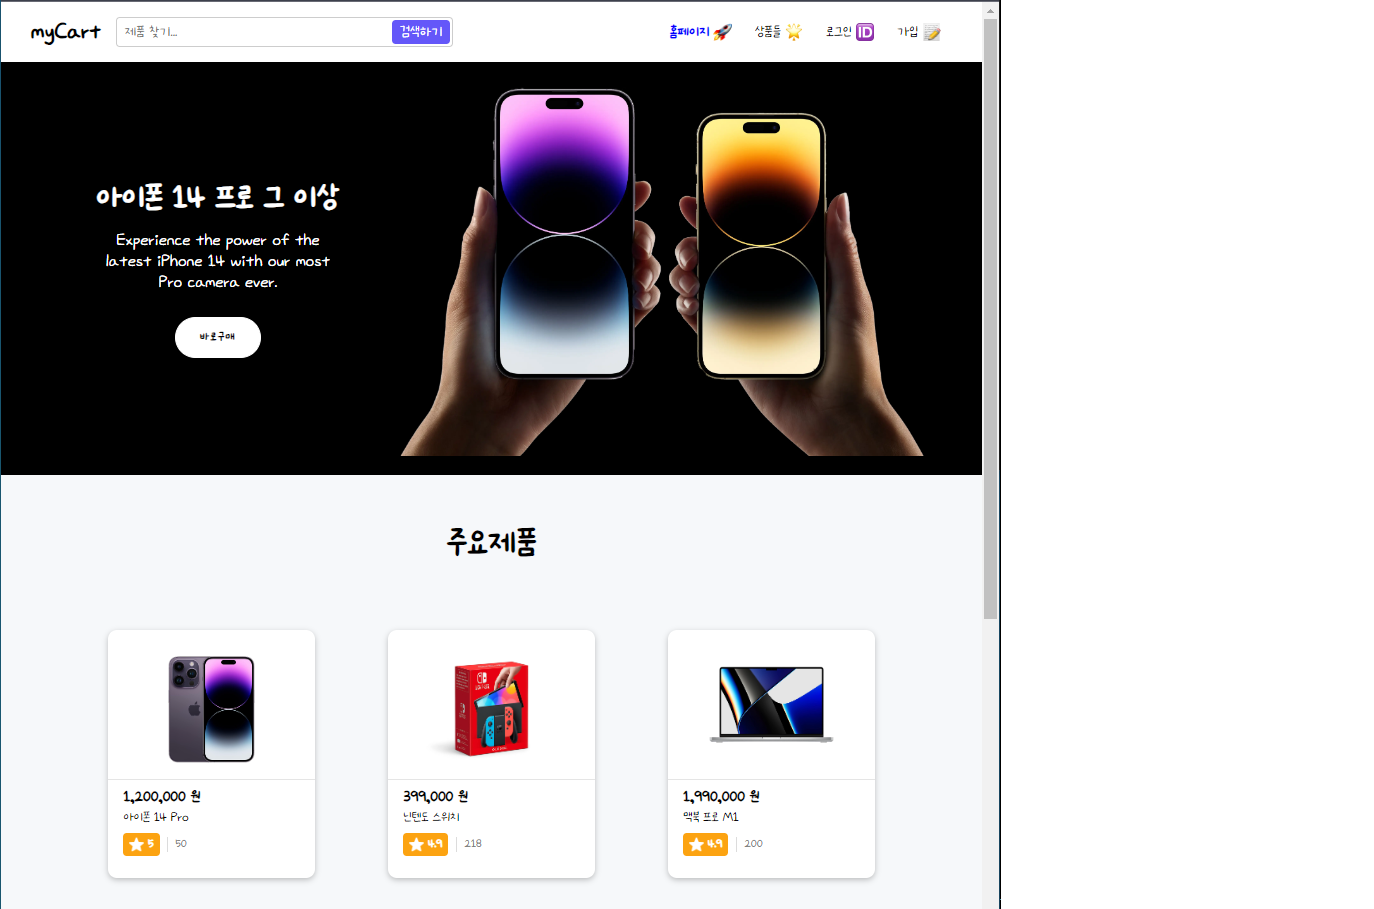 myCart
제품 찾기...
검색하기
홈페이지 🚀
상품들 🌟
로그인 🆔
가입 📝
아이폰 14 프로 그 이상
Experience the power of the
latest iPhone 14 with our most
Pro camera ever.
바로구매
주요제품
1,200,000 원
아이폰 14 Pro
5
50
399,000 원
닌텐도 스위치
4.9
218
1,990,000 원
맥북 프로 M1
4.9
200